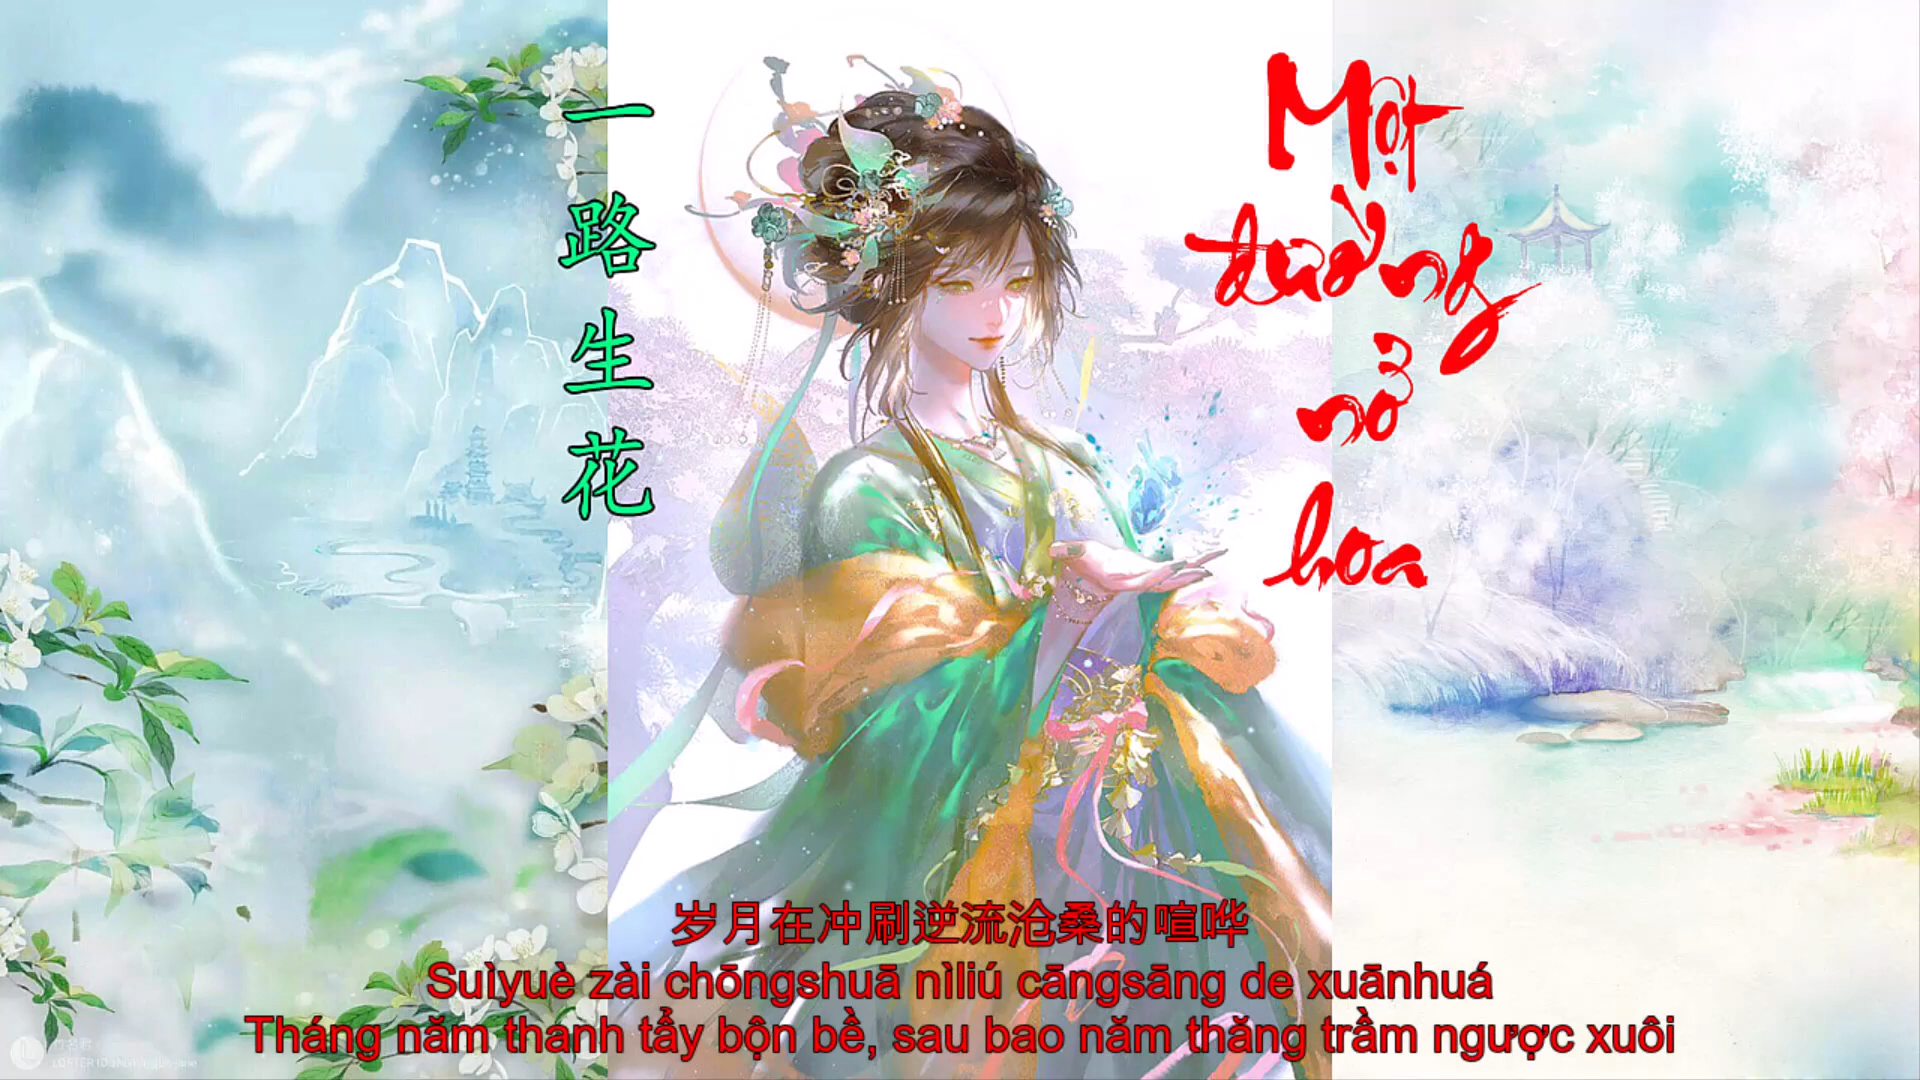 一路生花
Một
đường
nở
hoa
岁月在冲刷逆流沧桑的喧哗
Suìyuè zài chōngshuā nìliú cāngsāng de xuānhuá
Tháng năm thanh tẩy bộn bề, sau bao năm thăng trầm ngược xuôi